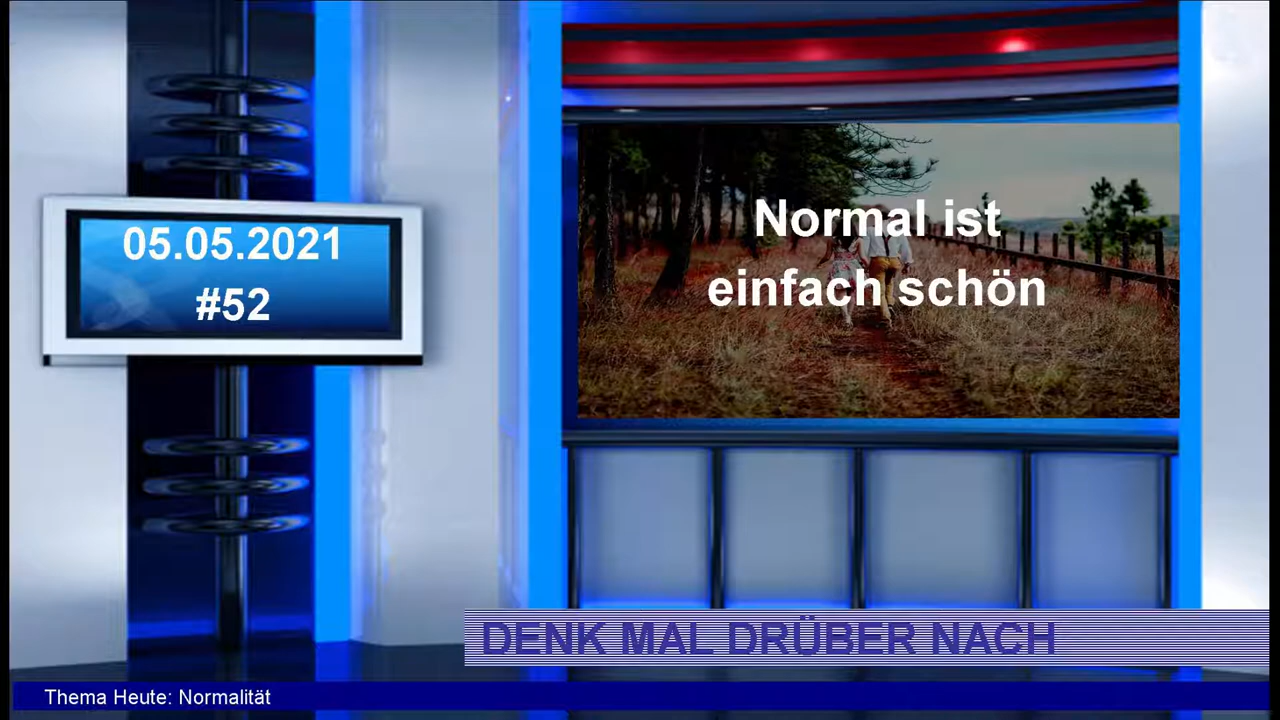 05.05.2021
#52
Normal ist
einfach schön
DENK MAL DRÜBER NACH
Thema Heute: Normalität